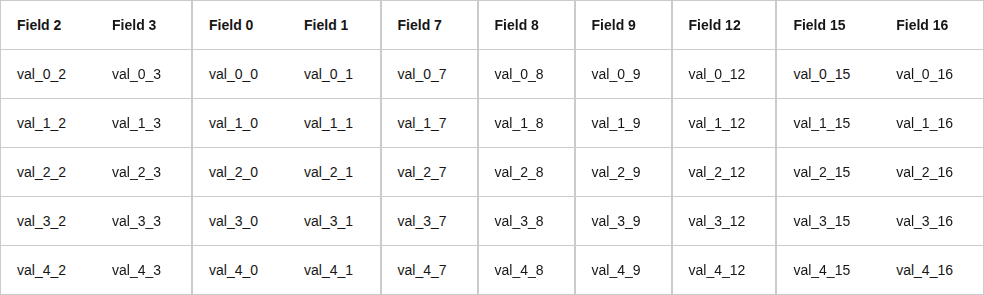 Field 2 Field 3 Field 0 Field 1 Field 7 Field 8 Field 9 Field 12 Field 15 Field 16
val_0_2 val_0_3 val_0_0 val_0_1 val_0_7 val_0_8 val_0_9 val_0_12 val_0_15 val_0_16
val_1_2 val_1_3 val_1_0 val_1_1 val_1_7 val_1_8 val_1_9 val_1_12 val_1_15 val_1_16
val_2_2 val_2_3 val_2_0 val_2_1 val_2_7 val_2_8 val_2_9 val_2_12 val_2_15 val_2_16
val_3_2 val_3_3 val_3_0 val_3_1 val_3_7 val_3_8 val_3_9 val_3_12 val_3_15 val_3_16
val_4_2 val_4_3 val_4_0 val_4_1 val_4_7 val_4_8 val_4_9 val_4_12 val_4_15 val_4_16